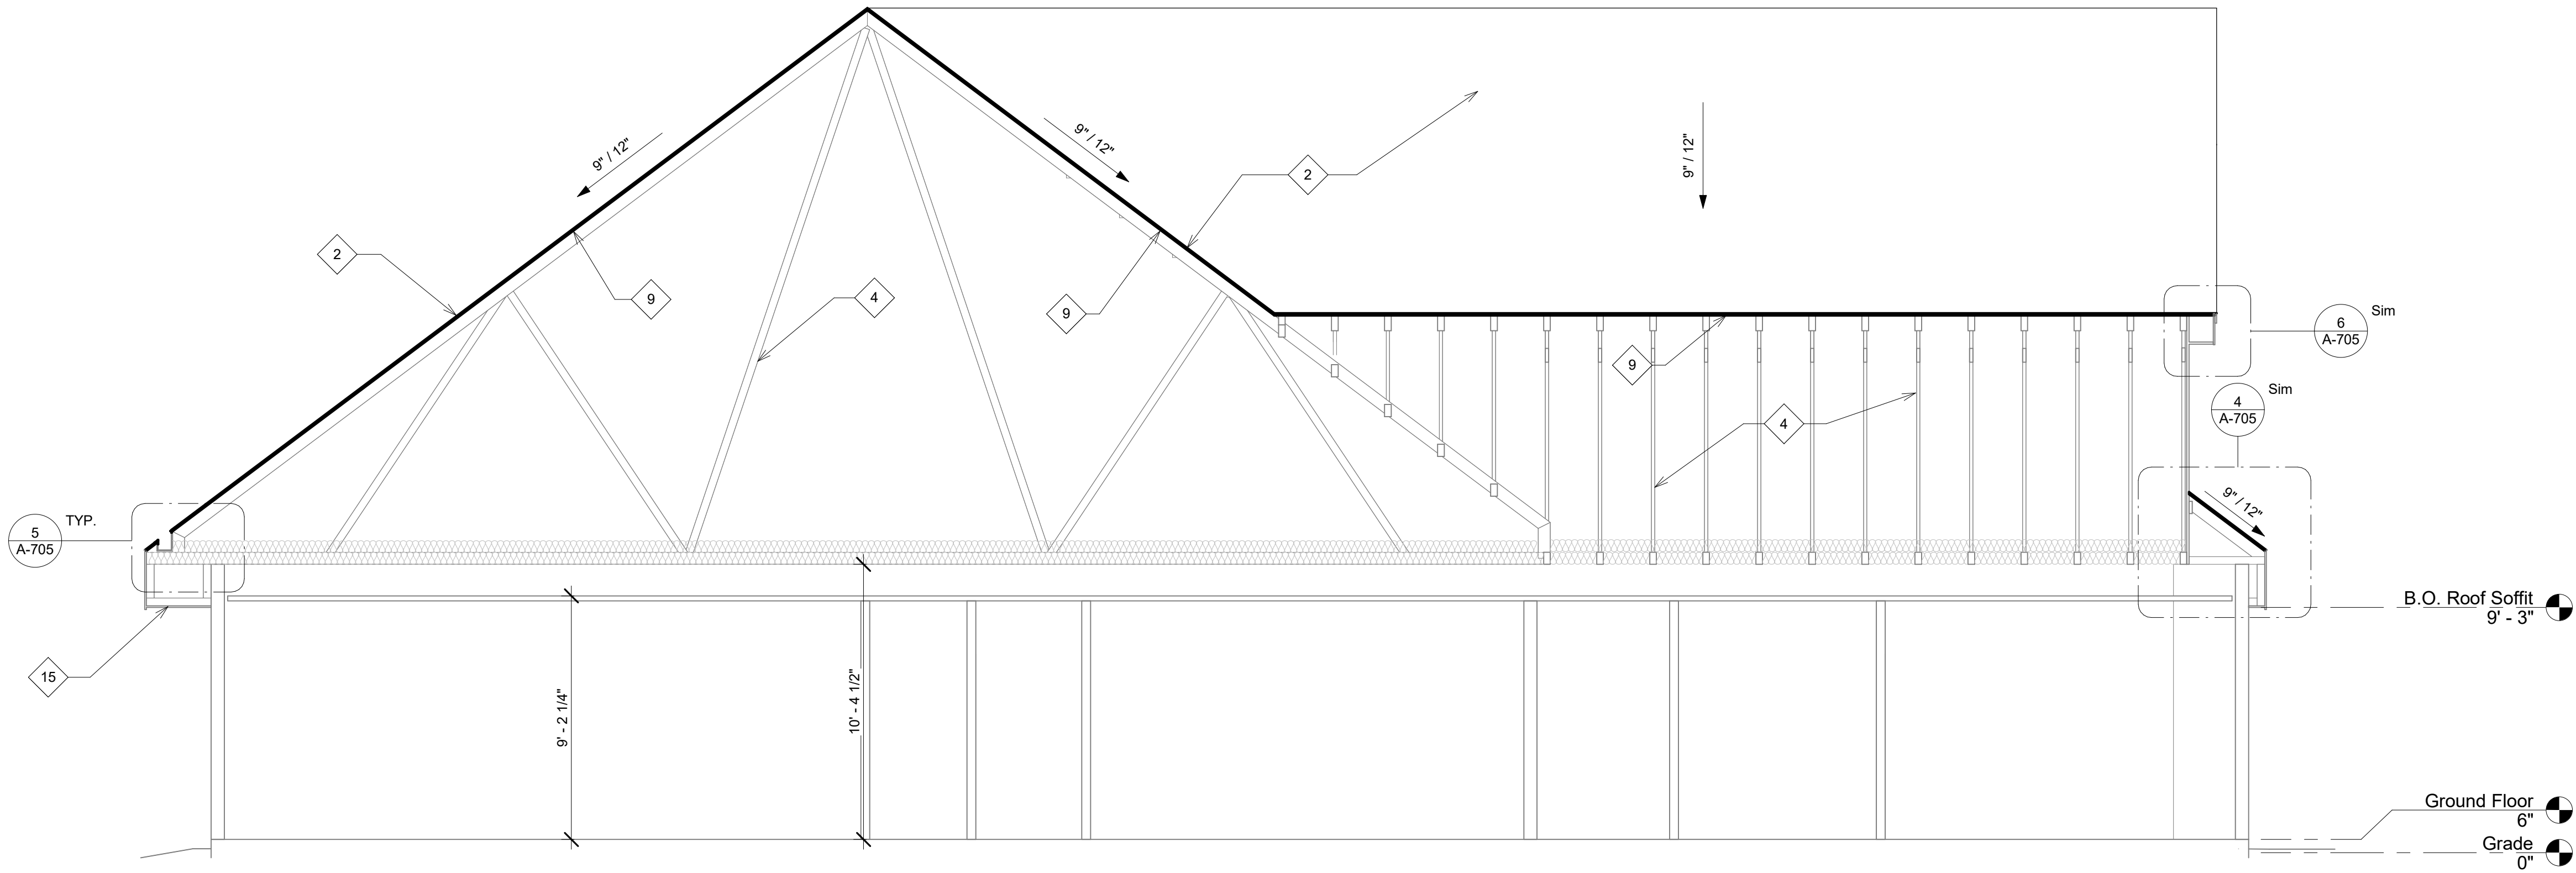 9" / 12"
9" / 12"
9" / 12"
2
2
9
4
9
9
4
6
A-705
Sim
4
A-705
Sim
9" / 12"
5
A-705
TYP.
15
9' - 2 1/4"
10' - 4 1/2"
B.O. Roof Soffit
9' - 3"
Ground Floor
6"
Grade
0"